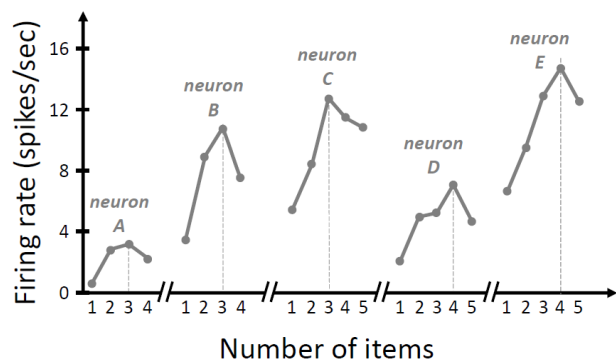 Firing rate (spikes/sec)
16
12
8
4
0
neuron
A
neuron
B
neuron
C
neuron
D
neuron
E
1 2 3 4 // 1 2 3 4 // 1 2 3 4 5 // 1 2 3 4 5 // 1 2 3 4 5
Number of items